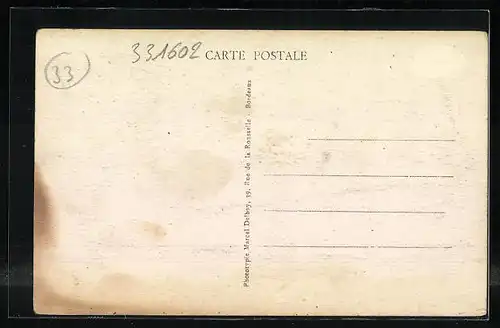 33
331602
CARTE POSTALE
Phototypie Marcel Delboy, 39, Rue de la Rousselle - Bordeaux